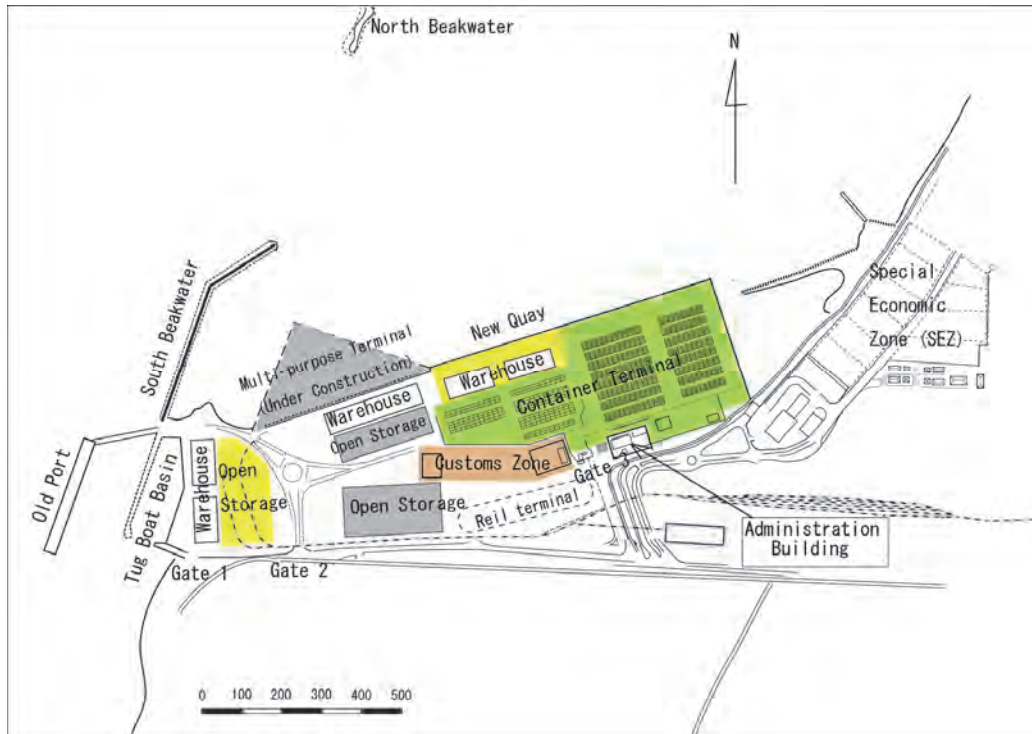 North Beakwater
N
South Beakwater
New Quay
Special
Economic
Zone (SEZ)
Multi-purpose Terminal
(Under Construction)
Warehouse
Container Terminal
Warehouse
Open Storage
Customs Zone
Gate 3
Old Port
Tug Boat Basin
Warehouse
Open
Storage
Open Storage
Reil terminal
Administration
Building
Gate 1
Gate 2
0 100 200 300 400 500